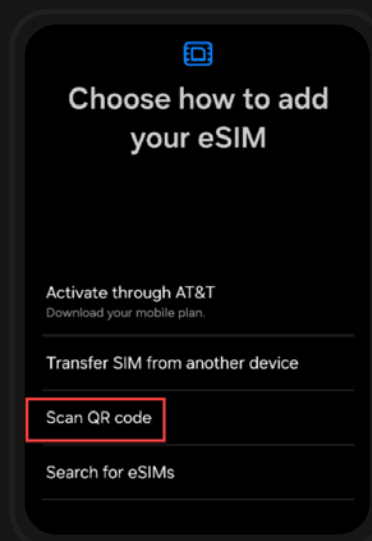 Choose how to add
your eSIM
Activate through AT&T
Download your mobile plan.
Transfer SIM from another device
Scan QR code
Search for eSIMs